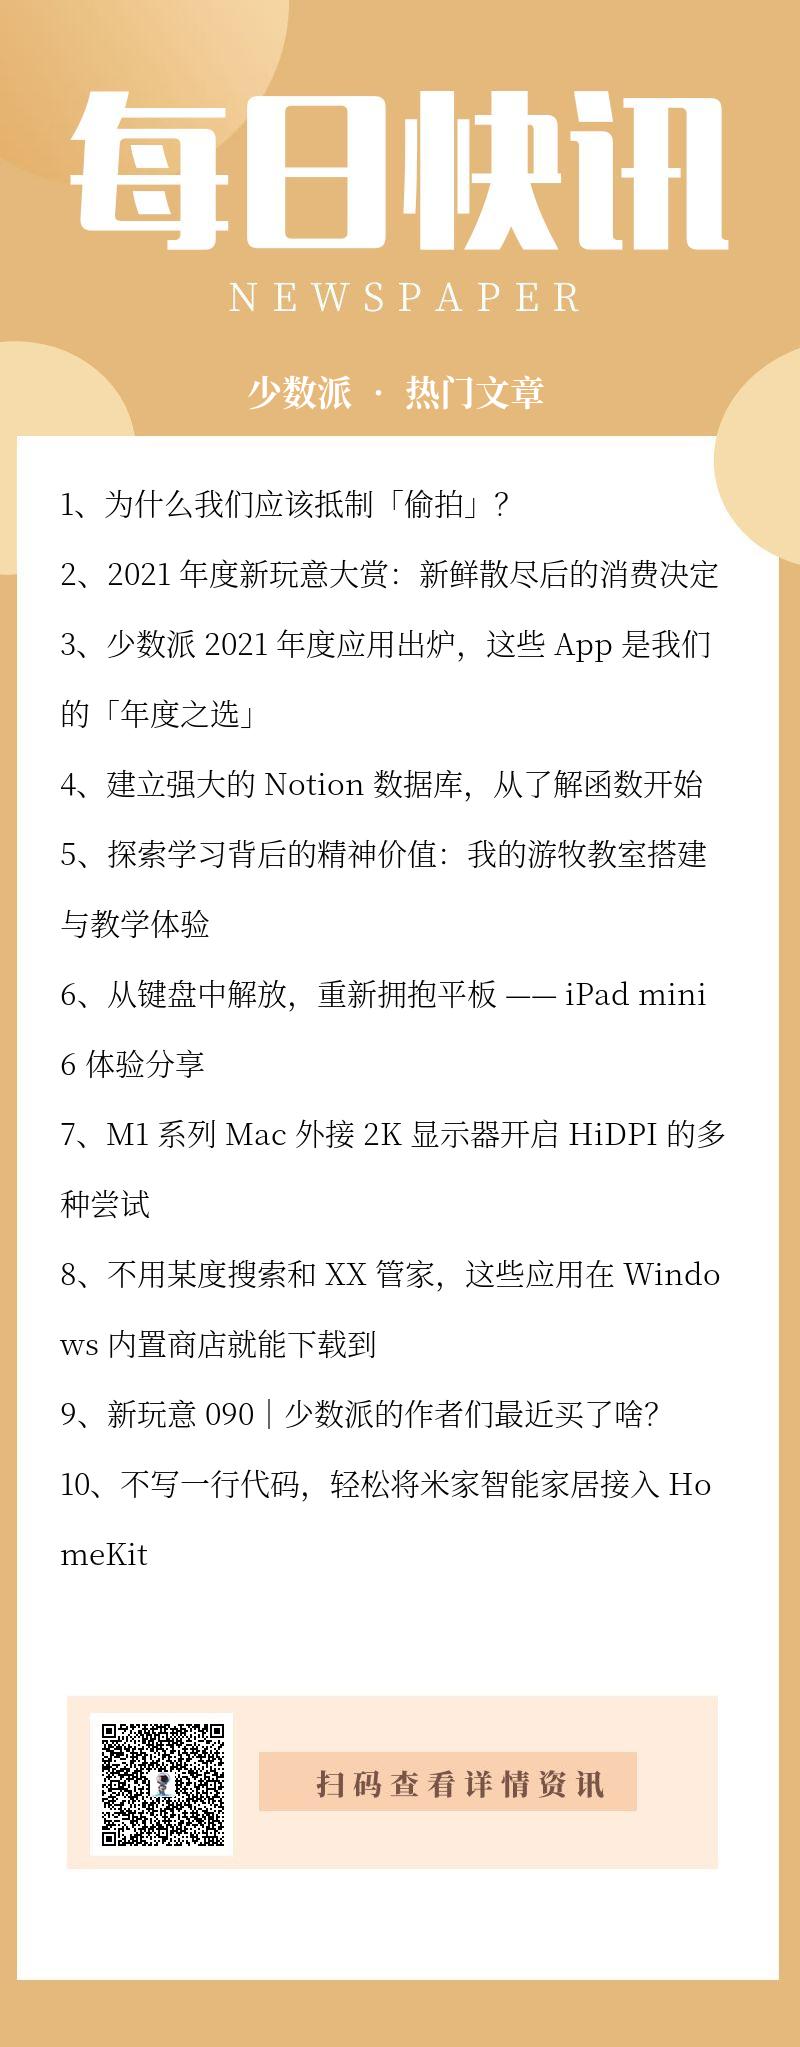 每日快讯
NEWSPAPER
少数派 · 热门文章
1、为什么我们应该抵制「偷拍」？
2、2021 年度新玩意大赏：新鲜散尽后的消费决定
3、少数派 2021 年度应用出炉，这些 App 是我们
的「年度之选」
4、建立强大的 Notion 数据库，从了解函数开始
5、探索学习背后的精神价值：我的游牧教室搭建
与教学体验
6、从键盘中解放，重新拥抱平板 —— iPad mini
6 体验分享
7、M1 系列 Mac 外接 2K 显示器开启 HiDPI 的多
种尝试
8、不用某度搜索和 XX 管家，这些应用在 Windo
ws 内置商店就能下载到
9、新玩意 090｜少数派的作者们最近买了啥？
10、不写一行代码，轻松将米家智能家居接入 Ho
meKit
扫码查看详情资讯